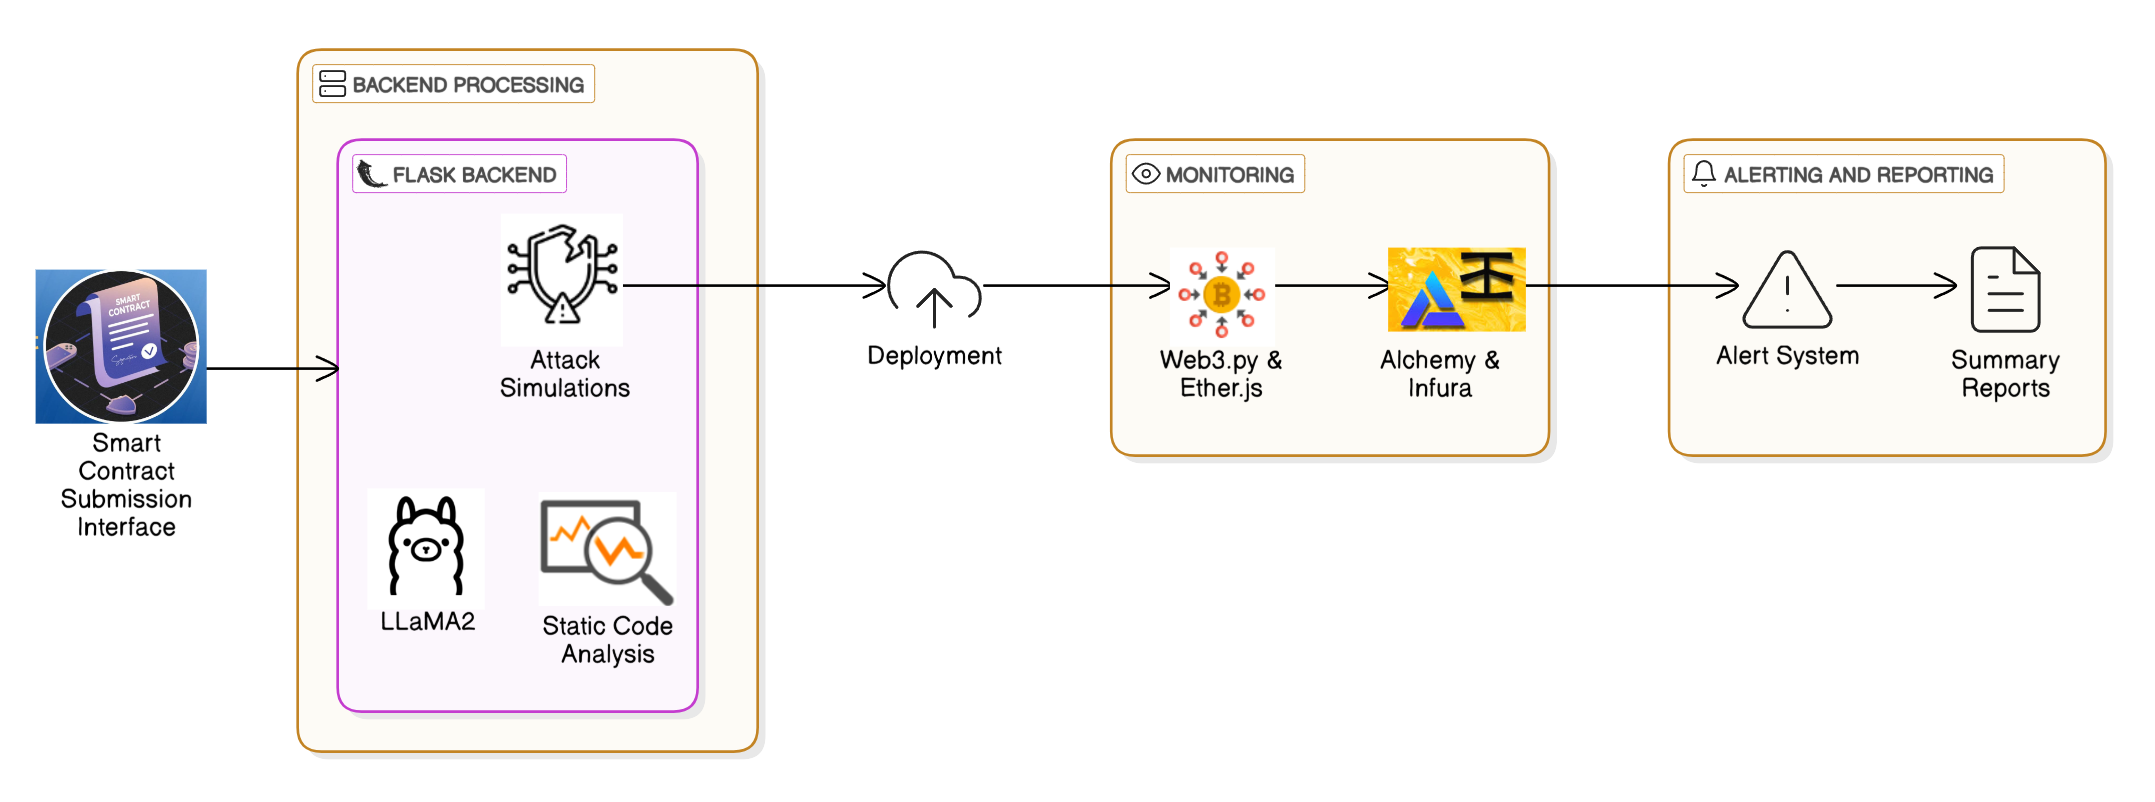 BACKEND PROCESSING
FLASK BACKEND
MONITORING
ALERTING AND REPORTING
SMART
CONTRACT
Smart
Contract
Submission
Interface
Attack
Simulations
LLaMA2
Static Code
Analysis
Deployment
Web3.py &
Ether.js
Alchemy &
Infura
Alert System
Summary
Reports